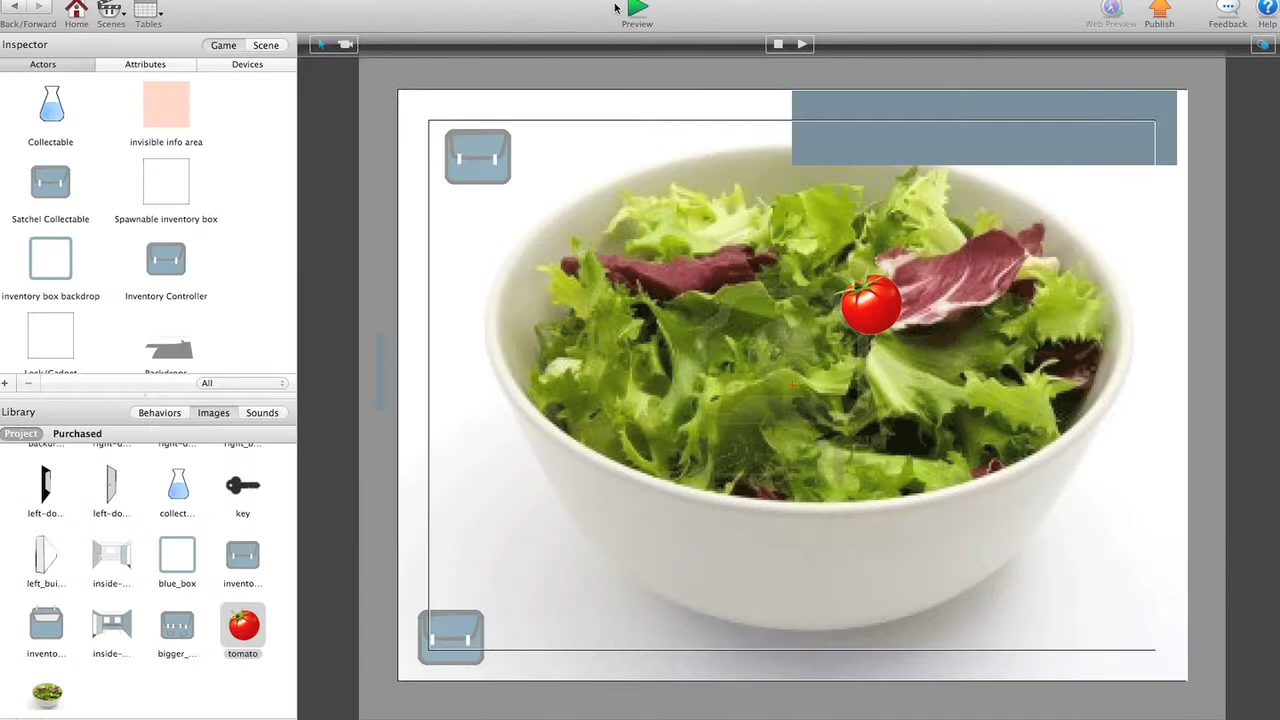 Back/Forward Home Scenes Tables Preview Web Preview Publish Feedback Help
Inspector Game Scene
Actors Attributes Devices
Collectable invisible info area
Satchel Collectable Spawnable inventory box
inventory box backdrop Inventory Controller
+ − All
Library Behaviors Images Sounds
Project Purchased
left-do... left-do... collect... key
left_bui... inside-... blue_box invento...
invento... inside-... bigger_... tomato